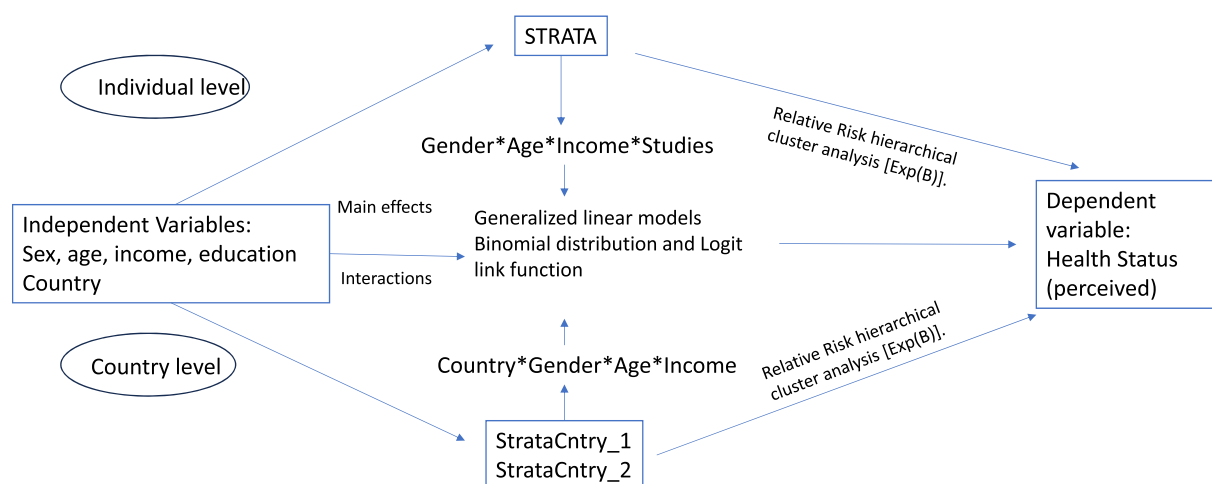 STRATA
Individual level
Relative Risk hierarchical
cluster analysis [Exp(B)].
Gender*Age*Income*Studies
Independent Variables:
Sex, age, income, education
Country
Main effects
Interactions
Generalized linear models
Binomial distribution and Logit
link function
Dependent
variable:
Health Status
(perceived)
Country level
Country*Gender*Age*Income
Relative Risk hierarchical
cluster analysis [Exp(B)].
StrataCntry_1
StrataCntry_2